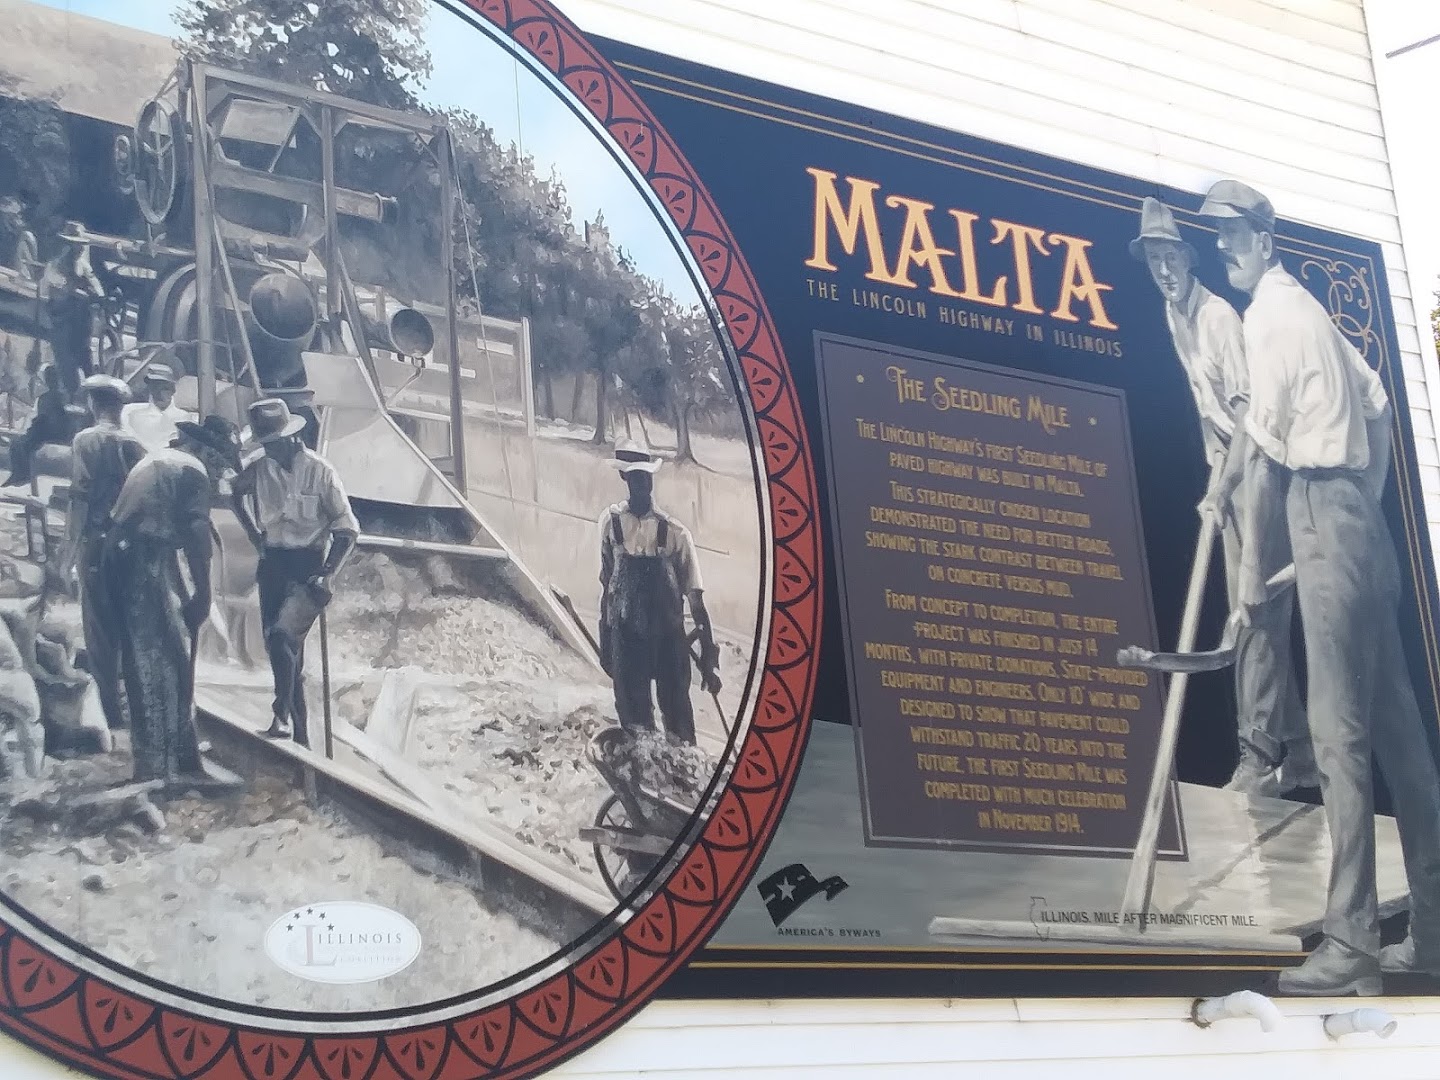 MALTA
THE LINCOLN HIGHWAY IN ILLINOIS
THE SEEDLING MILE
THE LINCOLN HIGHWAY'S FIRST SEEDLING MILE OF
PAVED HIGHWAY WAS BUILT IN MALTA.
THIS STRATEGICALLY CHOSEN LOCATION
DEMONSTRATED THE NEED FOR BETTER ROADS,
SHOWING THE STARK CONTRAST BETWEEN TRAVEL
ON CONCRETE VERSUS MUD.
FROM CONCEPT TO COMPLETION, THE ENTIRE
PROJECT WAS FINISHED IN JUST 14
MONTHS, WITH PRIVATE DONATIONS, STATE-PROVIDED
EQUIPMENT AND ENGINEERS. ONLY 10' WIDE AND
DESIGNED TO SHOW THAT PAVEMENT COULD
WITHSTAND TRAFFIC 20 YEARS INTO THE
FUTURE, THE FIRST SEEDLING MILE WAS
COMPLETED WITH MUCH CELEBRATION
IN NOVEMBER 1914.
AMERICA'S BYWAYS
ILLINOIS. MILE AFTER MAGNIFICENT MILE.
L ILLINOIS
COALITION